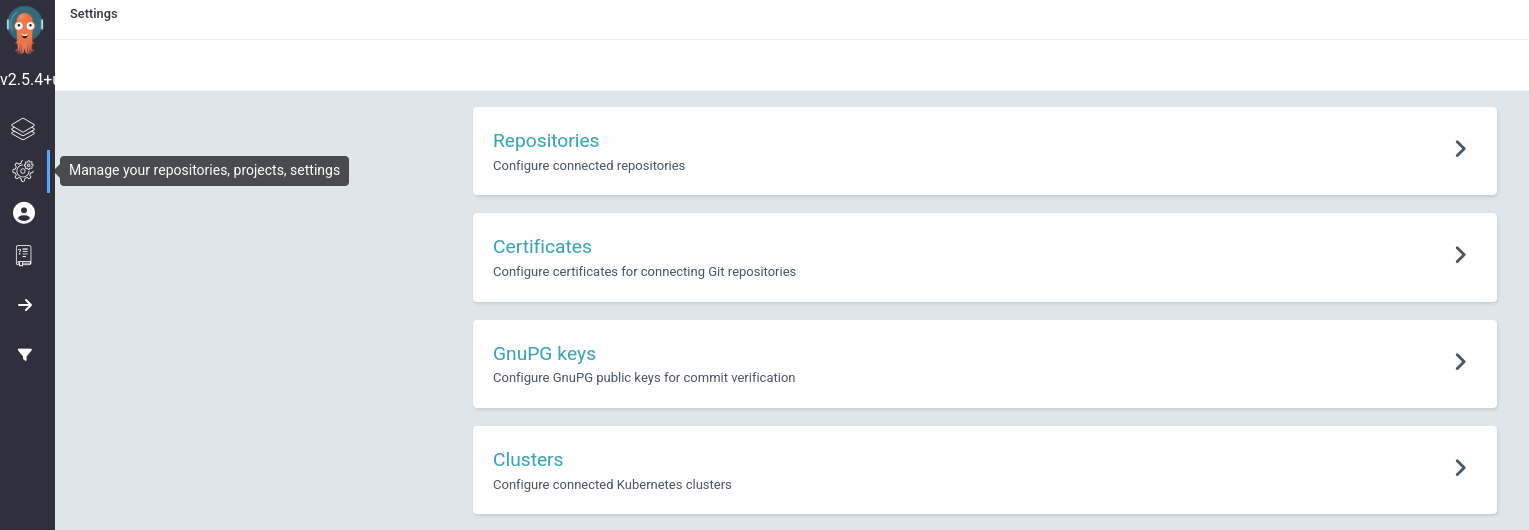 Settings
v2.5.4+
Manage your repositories, projects, settings
Repositories
Configure connected repositories
Certificates
Configure certificates for connecting Git repositories
GnuPG keys
Configure GnuPG public keys for commit verification
Clusters
Configure connected Kubernetes clusters